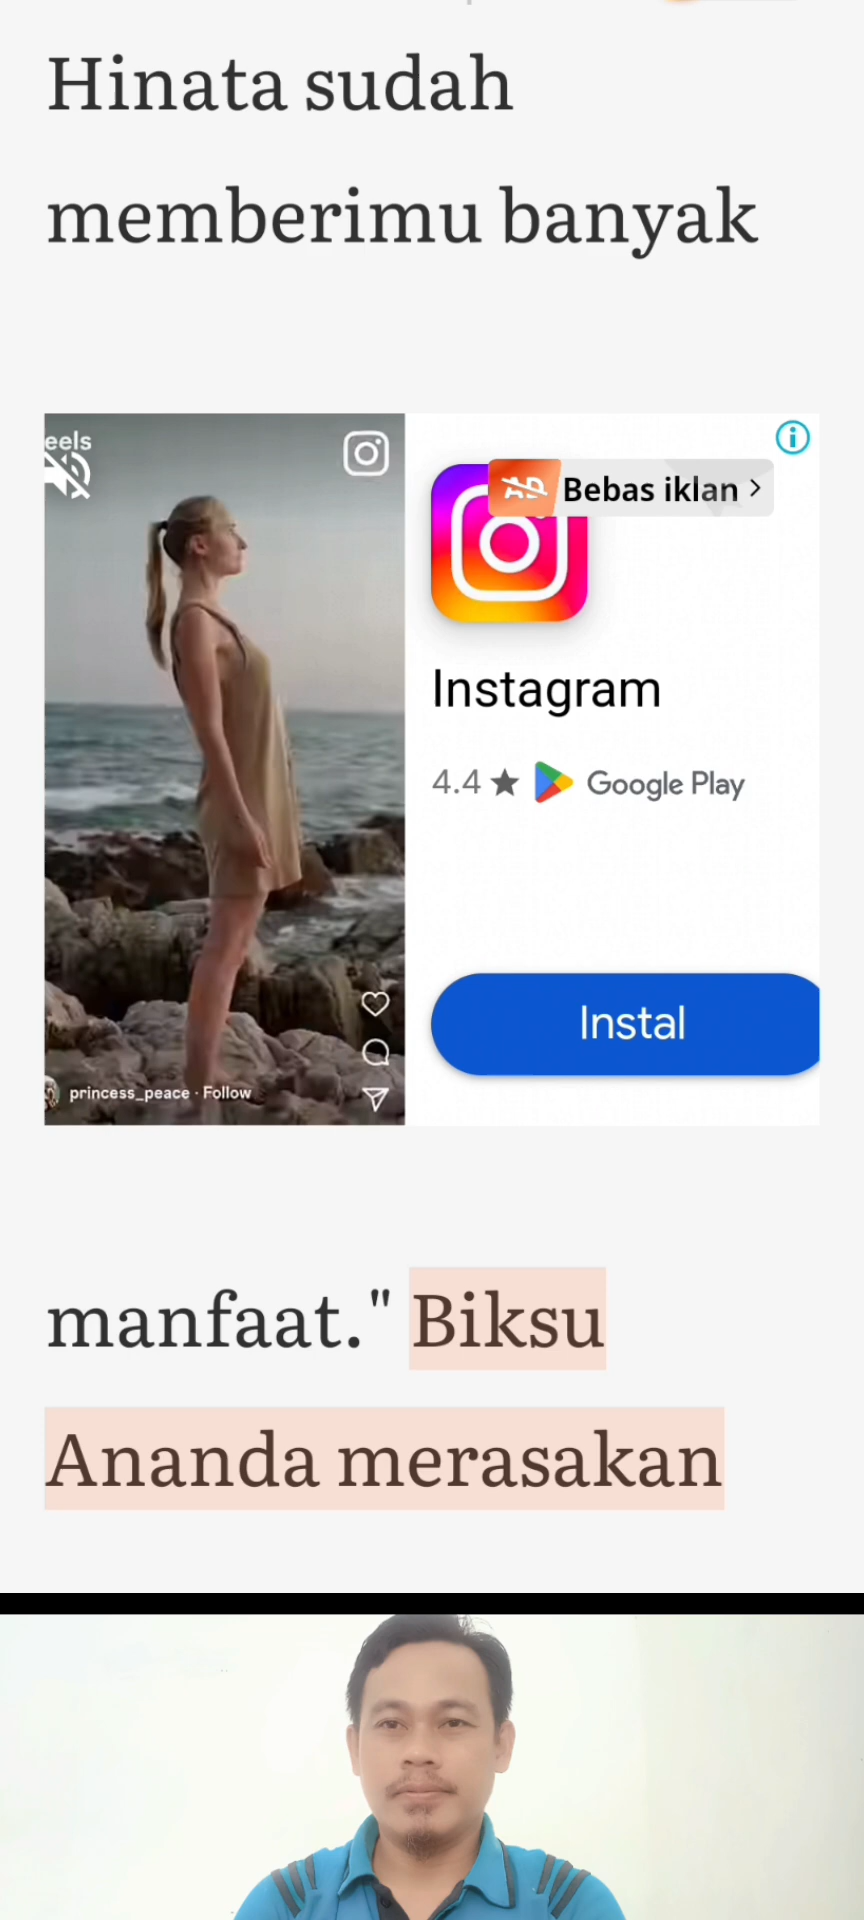 Hinata sudah
memberimu banyak
eels
Bebas iklan
Instagram
4.4 ★ Google Play
Instal
princess_peace · Follow
manfaat." Biksu
Ananda merasakan